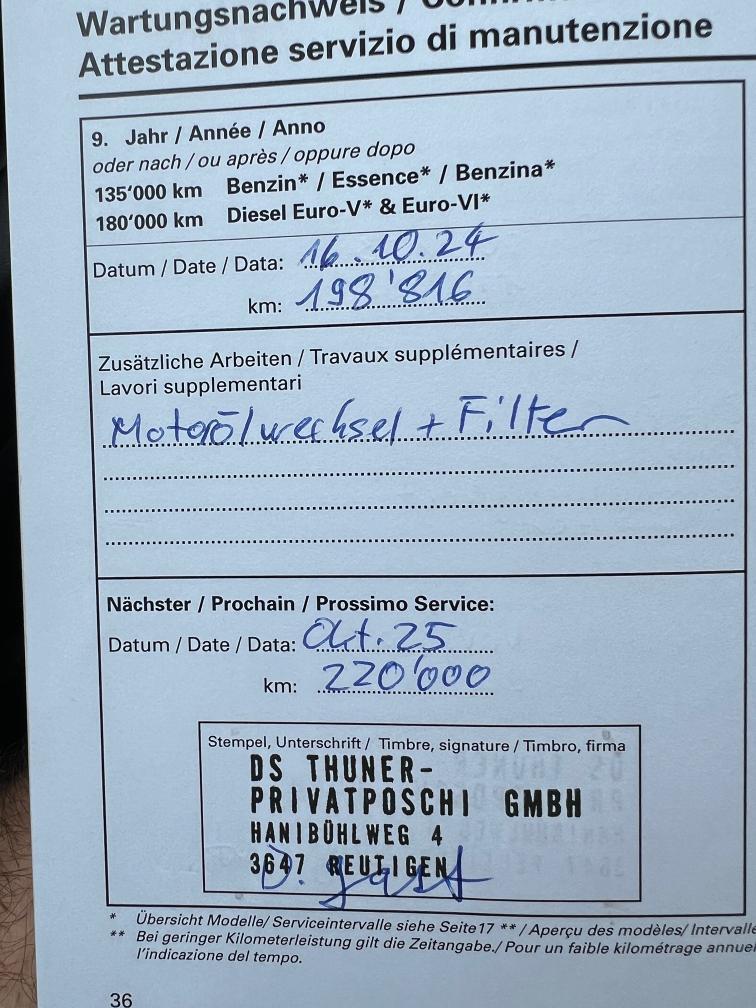 Wartungsnachweis /
Attestazione servizio di manutenzione
9. Jahr / Année / Anno
oder nach / ou après / oppure dopo
135'000 km Benzin* / Essence* / Benzina*
180'000 km Diesel Euro-V* & Euro-VI*
Datum / Date / Data: 16.10.24
km: 198'816
Zusätzliche Arbeiten / Travaux supplémentaires /
Lavori supplementari
Motorölwechsel + Filter
Nächster / Prochain / Prossimo Service:
Datum / Date / Data: Okt. 25
km: 220'000
Stempel, Unterschrift / Timbre, signature / Timbro, firma
DS THUNER-
PRIVATPOSCHI GMBH
HANIBÜHLWEG 4
3647 REUTIGEN
* Übersicht Modelle/ Serviceintervalle siehe Seite17 ** / Aperçu des modèles/ Intervalle
** Bei geringer Kilometerleistung gilt die Zeitangabe./ Pour un faible kilométrage annuel
l'indicazione del tempo.
36